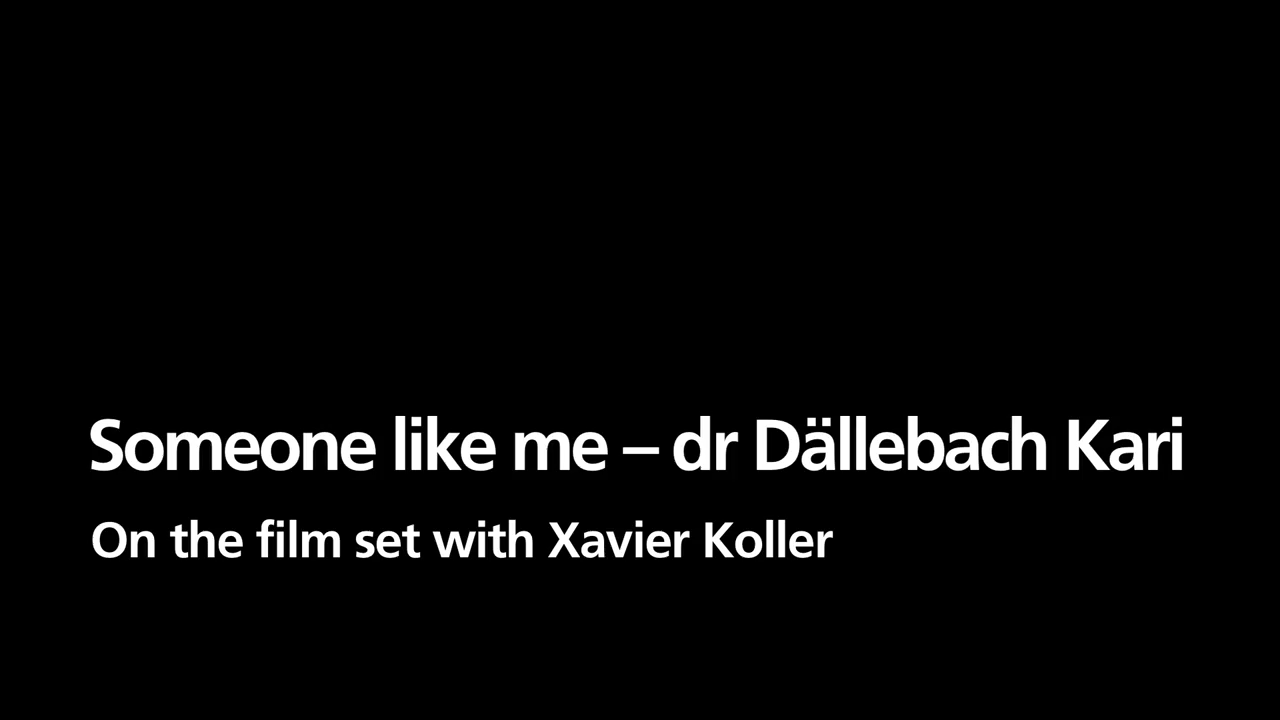 Someone like me – dr Dällebach Kari
On the film set with Xavier Koller